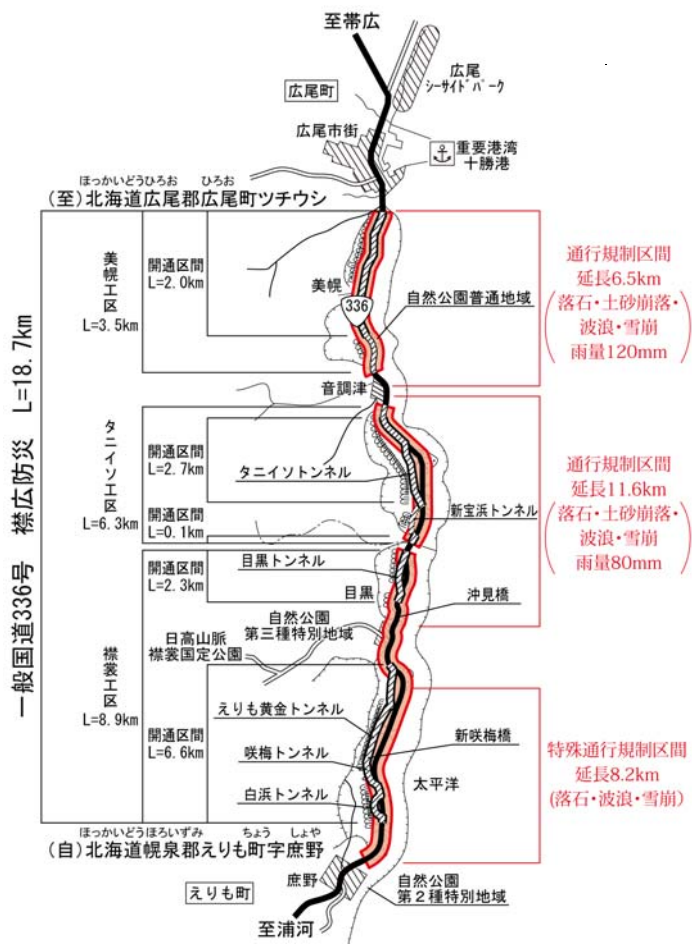 至帯広
広尾
シーサイドパーク
広尾町
広尾市街
重要港湾
十勝港
ほっかいどうひろお ひろお
(至)北海道広尾郡広尾町ツチウシ
一般国道336号 襟広防災 L=18.7km
美幌工区
L=3.5km
開通区間
L=2.0km
美幌
336
自然公園普通地域
通行規制区間
延長6.5km
(落石・土砂崩落・
波浪・雪崩
雨量120mm)
音調津
タニイソ工区
L=6.3km
開通区間
L=2.7km
タニイソトンネル
開通区間
L=0.1km
新宝浜トンネル
通行規制区間
延長11.6km
(落石・土砂崩落・
波浪・雪崩
雨量80mm)
目黒トンネル
開通区間
L=2.3km
目黒
沖見橋
自然公園
第三種特別地域
日高山脈
襟裳国定公園
襟裳工区
L=8.9km
開通区間
L=6.6km
えりも黄金トンネル
新咲梅橋
咲梅トンネル
白浜トンネル
太平洋
特殊通行規制区間
延長8.2km
(落石・波浪・雪崩)
ほっかいどうほろいずみ ちょう しょや
(自)北海道幌泉郡えりも町字庶野
庶野
えりも町
自然公園
第2種特別地域
至浦河